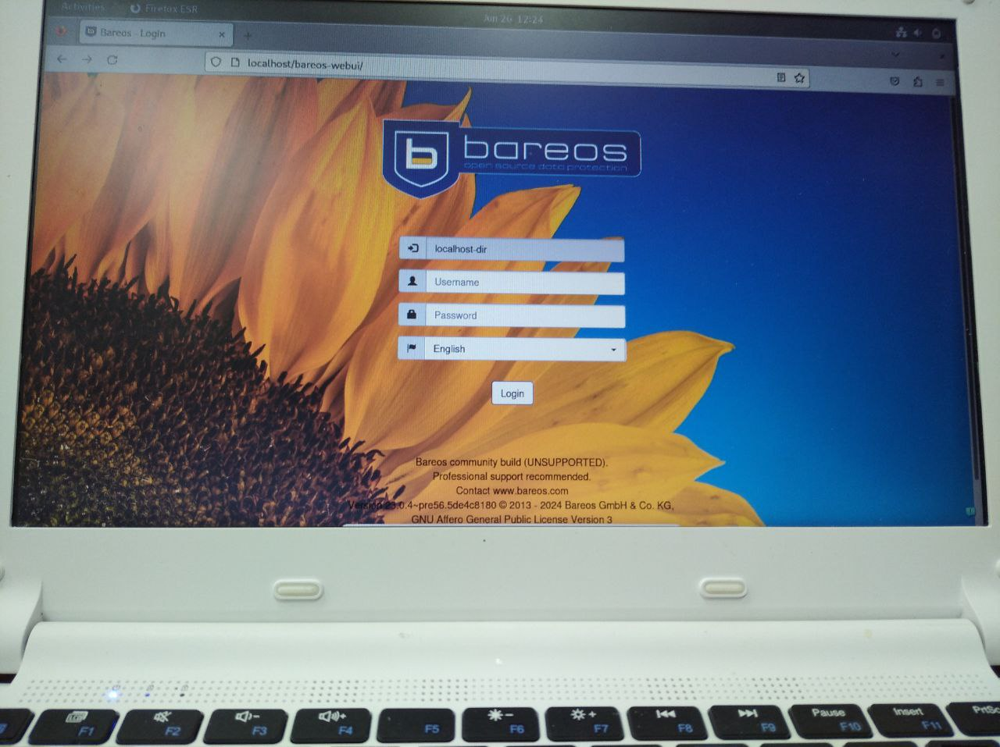 Activities
Firefox ESR
Jun 26 12:24
Bareos - Login
localhost/bareos-webui/
b bareos
open source data protection
localhost-dir
Username
Password
English
Login
Bareos community build (UNSUPPORTED).
Professional support recommended.
Contact www.bareos.com
Version 23.0.4~pre56.5de4c8180 © 2013 - 2024 Bareos GmbH & Co. KG,
GNU Affero General Public License Version 3
Pause
Insert
PrtSc
F1
F2
F3
F4
F5
F6
F7
F8
F9
F10
F11